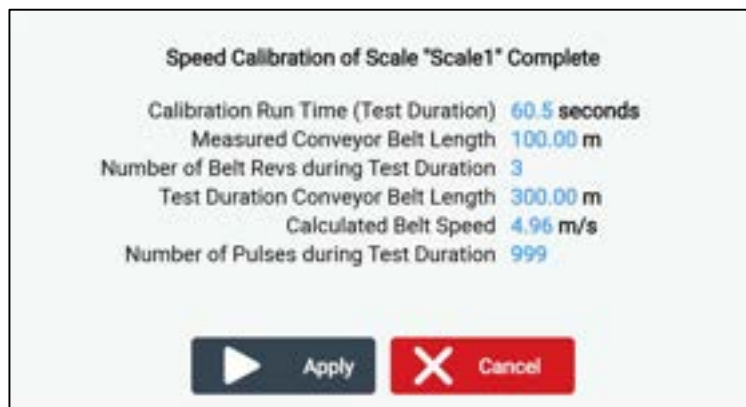 Speed Calibration of Scale "Scale1" Complete
Calibration Run Time (Test Duration) 60.5 seconds
Measured Conveyor Belt Length 100.00 m
Number of Belt Revs during Test Duration 3
Test Duration Conveyor Belt Length 300.00 m
Calculated Belt Speed 4.96 m/s
Number of Pulses during Test Duration 999
Apply Cancel